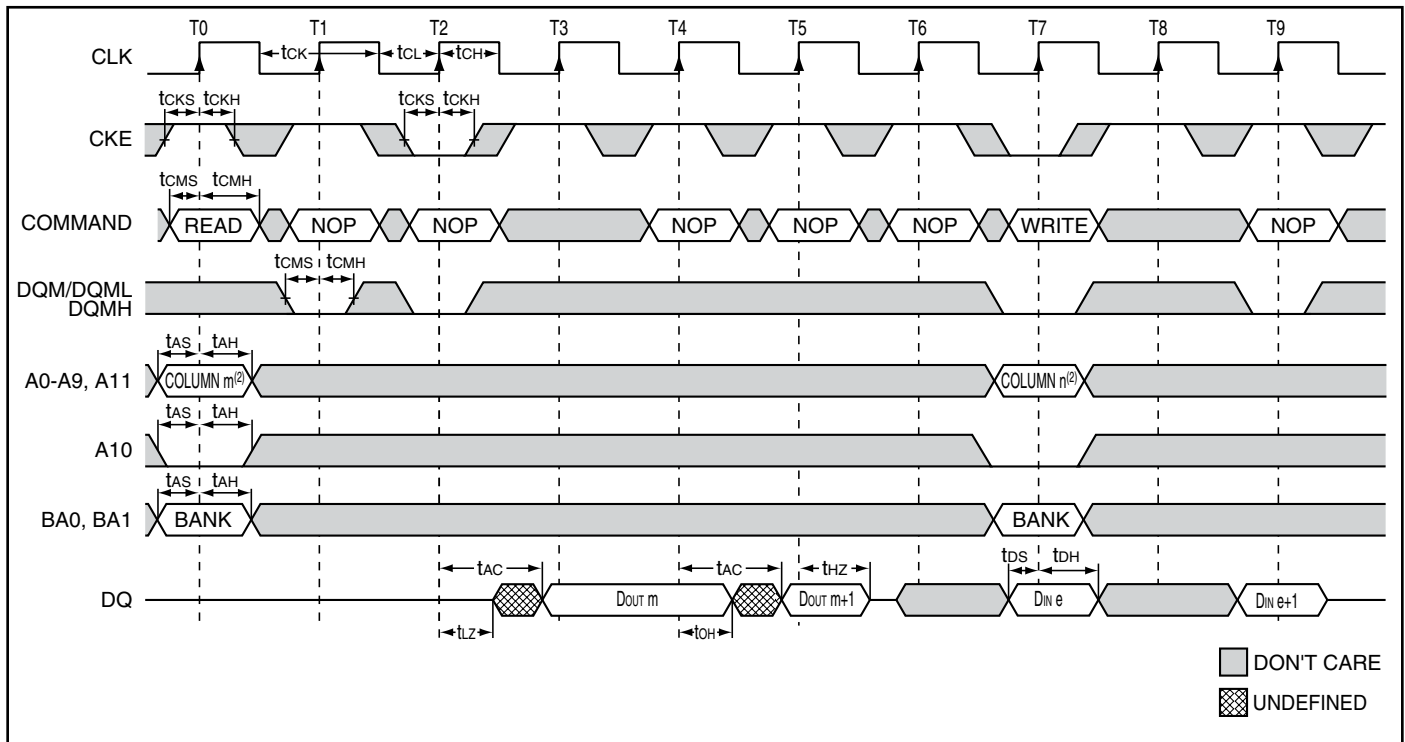 T0 T1 T2 T3 T4 T5 T6 T7 T8 T9
CLK tCK tCL tCH
tCKS tCKH tCKS tCKH
CKE
tCMS tCMH
COMMAND READ NOP NOP NOP NOP NOP WRITE NOP
tCMS tCMH
DQM/DQML
DQMH
tAS tAH
A0-A9, A11 COLUMN m(2) COLUMN n(2)
tAS tAH
A10
tAS tAH
BA0, BA1 BANK BANK
tAC tAC tHZ tDS tDH
DQ DOUT m DOUT m+1 DIN e DIN e+1
tLZ tOH
DON'T CARE
UNDEFINED